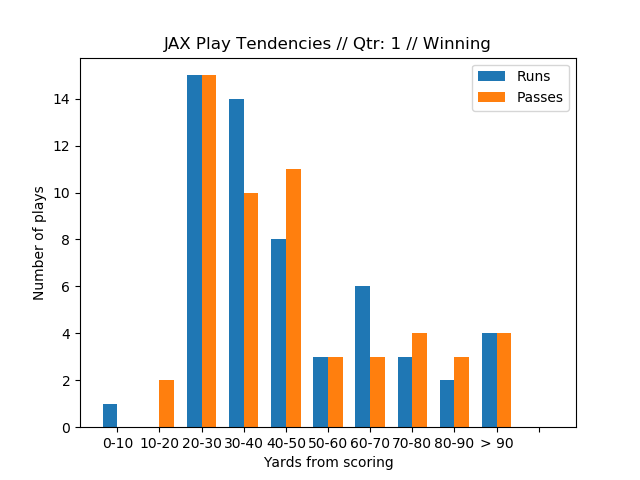 JAX Play Tendencies // Qtr: 1 // Winning
Runs
Passes
Number of plays
14
12
10
8
6
4
2
0
0-10 10-20 20-30 30-40 40-50 50-60 60-70 70-80 80-90 > 90
Yards from scoring